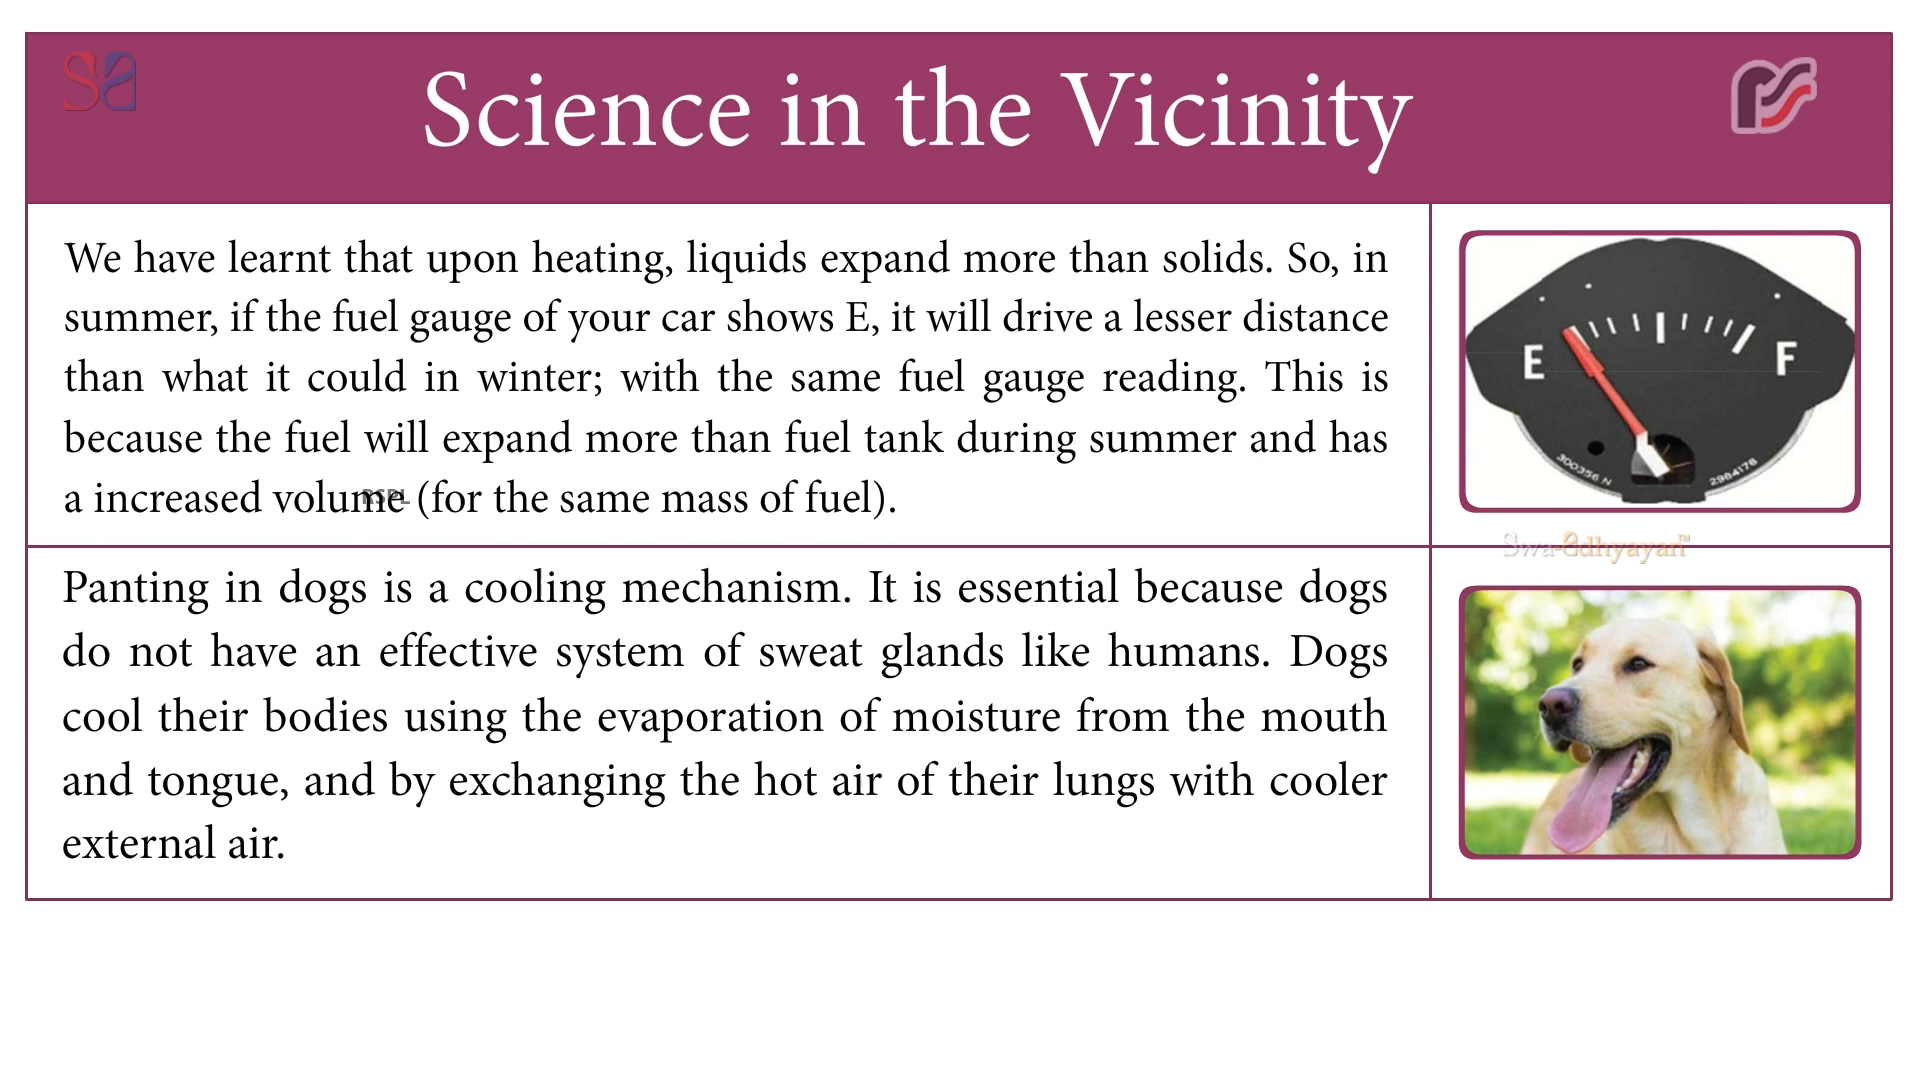 sa
Science in the Vicinity
We have learnt that upon heating, liquids expand more than solids. So, in
summer, if the fuel gauge of your car shows E, it will drive a lesser distance
than what it could in winter; with the same fuel gauge reading. This is
because the fuel will expand more than fuel tank during summer and has
a increased volume (for the same mass of fuel).
RSPL
E
F
300356 N
2984178
Swa-adhyayan™
Panting in dogs is a cooling mechanism. It is essential because dogs
do not have an effective system of sweat glands like humans. Dogs
cool their bodies using the evaporation of moisture from the mouth
and tongue, and by exchanging the hot air of their lungs with cooler
external air.